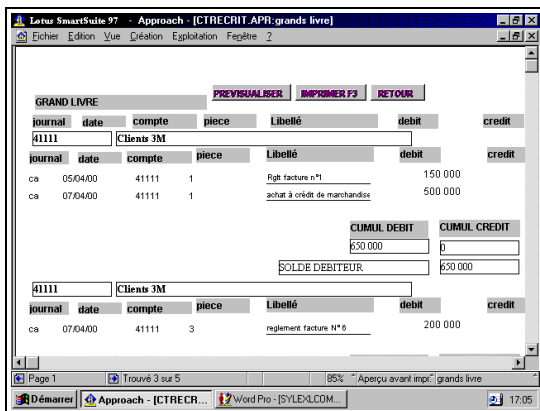 Lotus SmartSuite 97 - Approach - [CTRECRIT.APR:grands livre]
Fichier Edition Vue Création Exploitation Fenêtre ?
PREVISUALISER IMPRIMER F3 RETOUR
GRAND LIVRE
journal date compte piece Libellé debit credit
41111 Clients 3M
journal date compte piece Libellé debit credit
ca 05/04/00 41111 1 Rglt facture n°1 150 000
ca 07/04/00 41111 1 achat à crédit de marchandise 500 000
CUMUL DEBIT CUMUL CREDIT
650 000 0
SOLDE DEBITEUR 650 000
41111 Clients 3M
journal date compte piece Libellé debit credit
ca 07/04/00 41111 3 reglement facture N° 6 200 000
Page 1 Trouvé 3 sur 5 85% Aperçu avant impr. grands livre
Démarrer Approach - [CTRECR... Word Pro - [SYLEXLCOM... 17:05